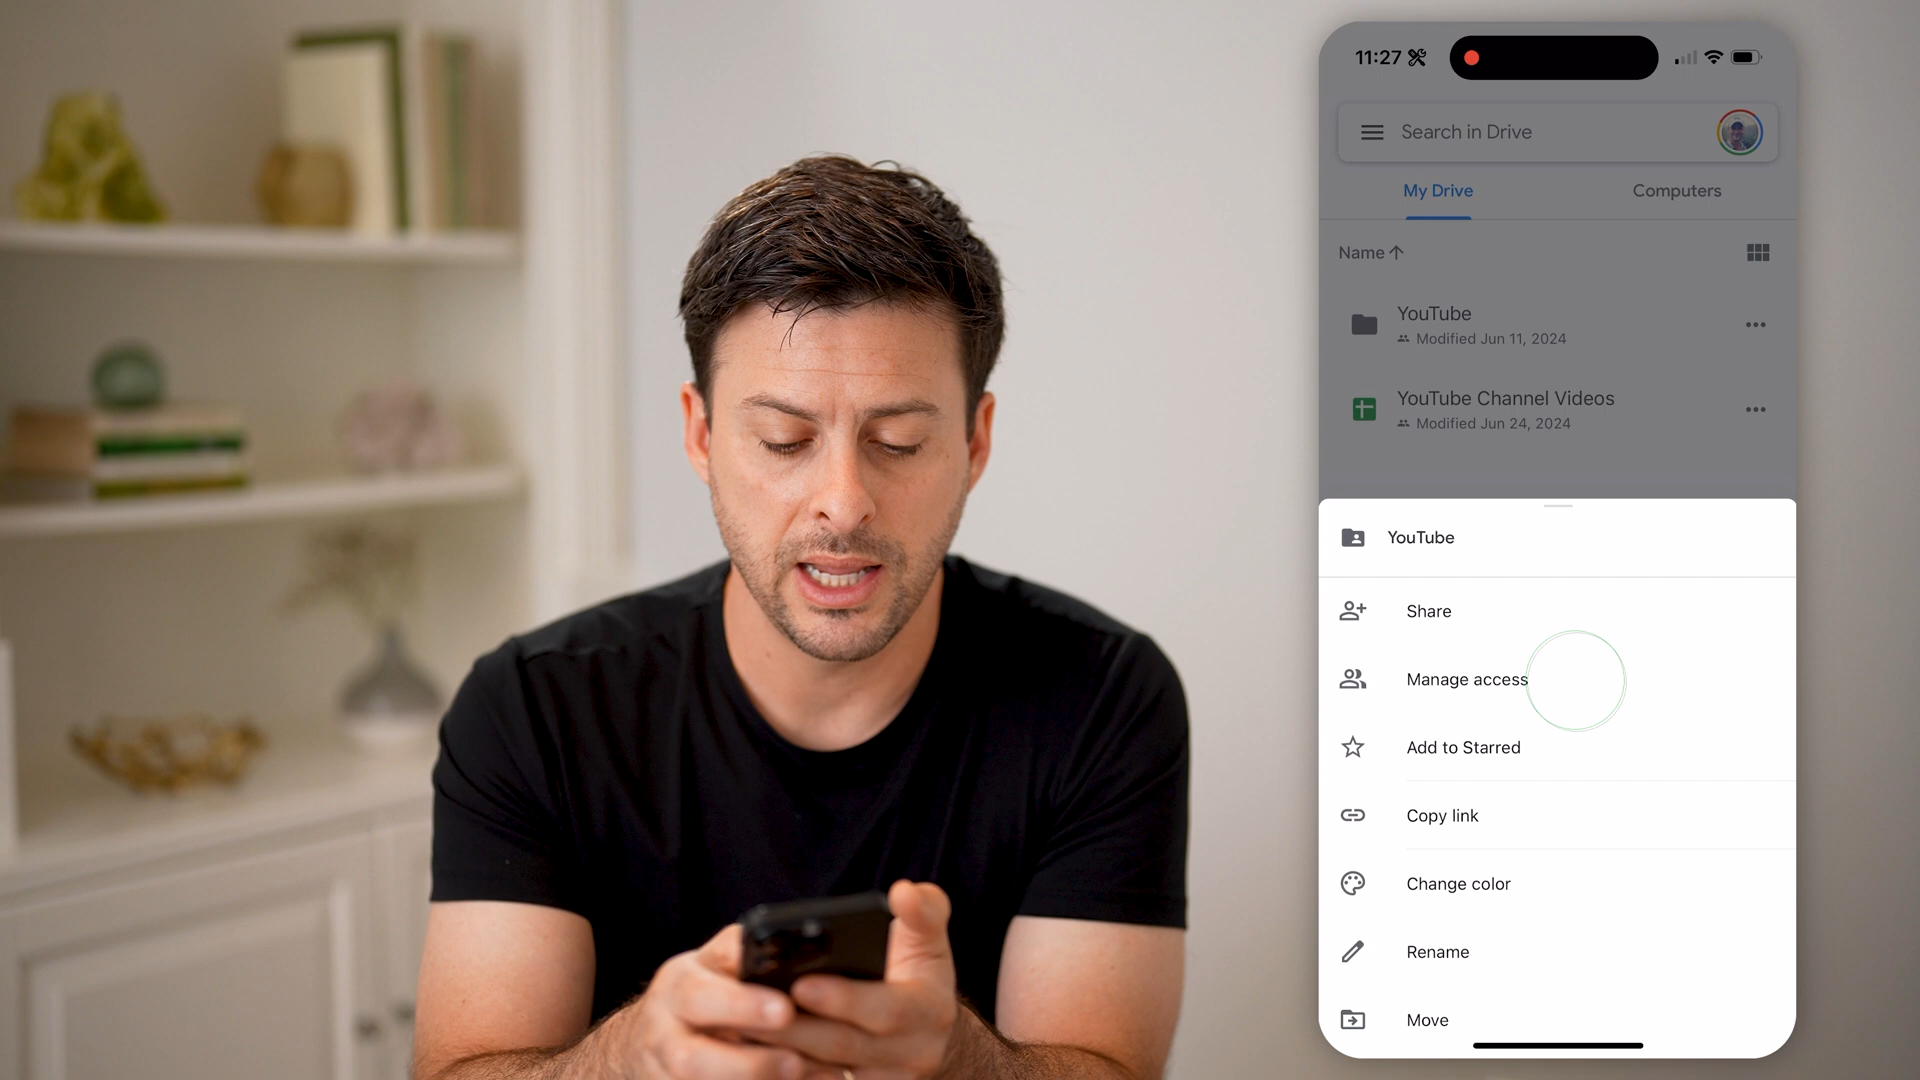 11:27
Search in Drive
My Drive
Computers
Name
YouTube
Modified Jun 11, 2024
YouTube Channel Videos
Modified Jun 24, 2024
YouTube
Share
Manage access
Add to Starred
Copy link
Change color
Rename
Move